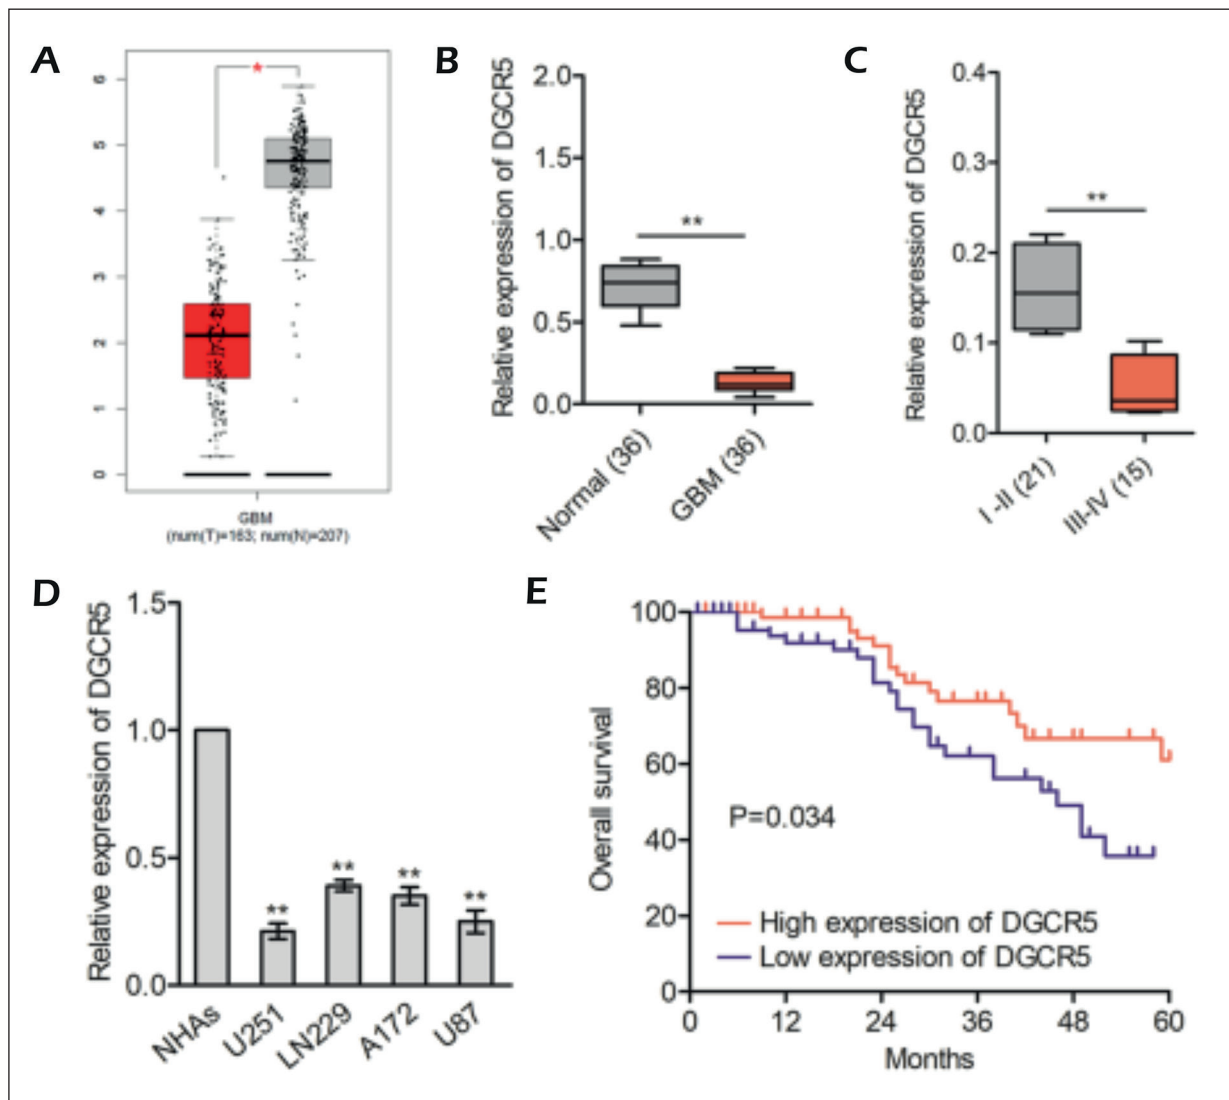 A
*
6
5
4
3
2
1
0
GBM
(num(T)=163; num(N)=207)
B
Relative expression of DGCR5
2.0
1.5
1.0
0.5
0.0
**
Normal (36)
GBM (36)
C
Relative expression of DGCR5
0.4
0.3
0.2
0.1
0.0
**
I -II (21)
III-IV (15)
D
Relative expression of DGCR5
1.5
1.0
0.5
0.0
**
**
**
**
NHAs
U251
LN229
A172
U87
E
Overall survival
100
80
60
40
20
0
P=0.034
High expression of DGCR5
Low expression of DGCR5
0 12 24 36 48 60
Months